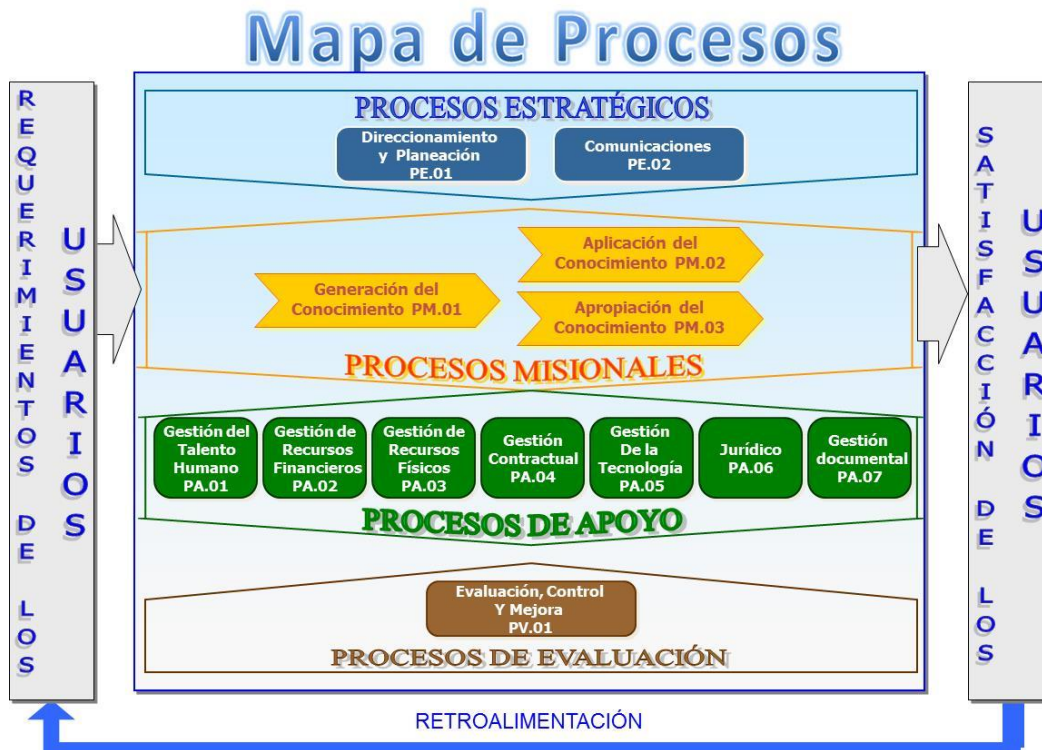 Mapa de Procesos
REQUERIMIENTOS DE LOS
USUARIOS
PROCESOS ESTRATÉGICOS
Direccionamiento
y Planeación
PE.01
Comunicaciones
PE.02
Generación del
Conocimiento PM.01
Aplicación del
Conocimiento PM.02
Apropiación del
Conocimiento PM.03
PROCESOS MISIONALES
Gestión del
Talento
Humano
PA.01
Gestión de
Recursos
Financieros
PA.02
Gestión de
Recursos
Físicos
PA.03
Gestión
Contractual
PA.04
Gestión
De la
Tecnología
PA.05
Jurídico
PA.06
Gestión
documental
PA.07
PROCESOS DE APOYO
Evaluación, Control
Y Mejora
PV.01
PROCESOS DE EVALUACIÓN
SATISFACCIÓN DE LOS
USUARIOS
RETROALIMENTACIÓN